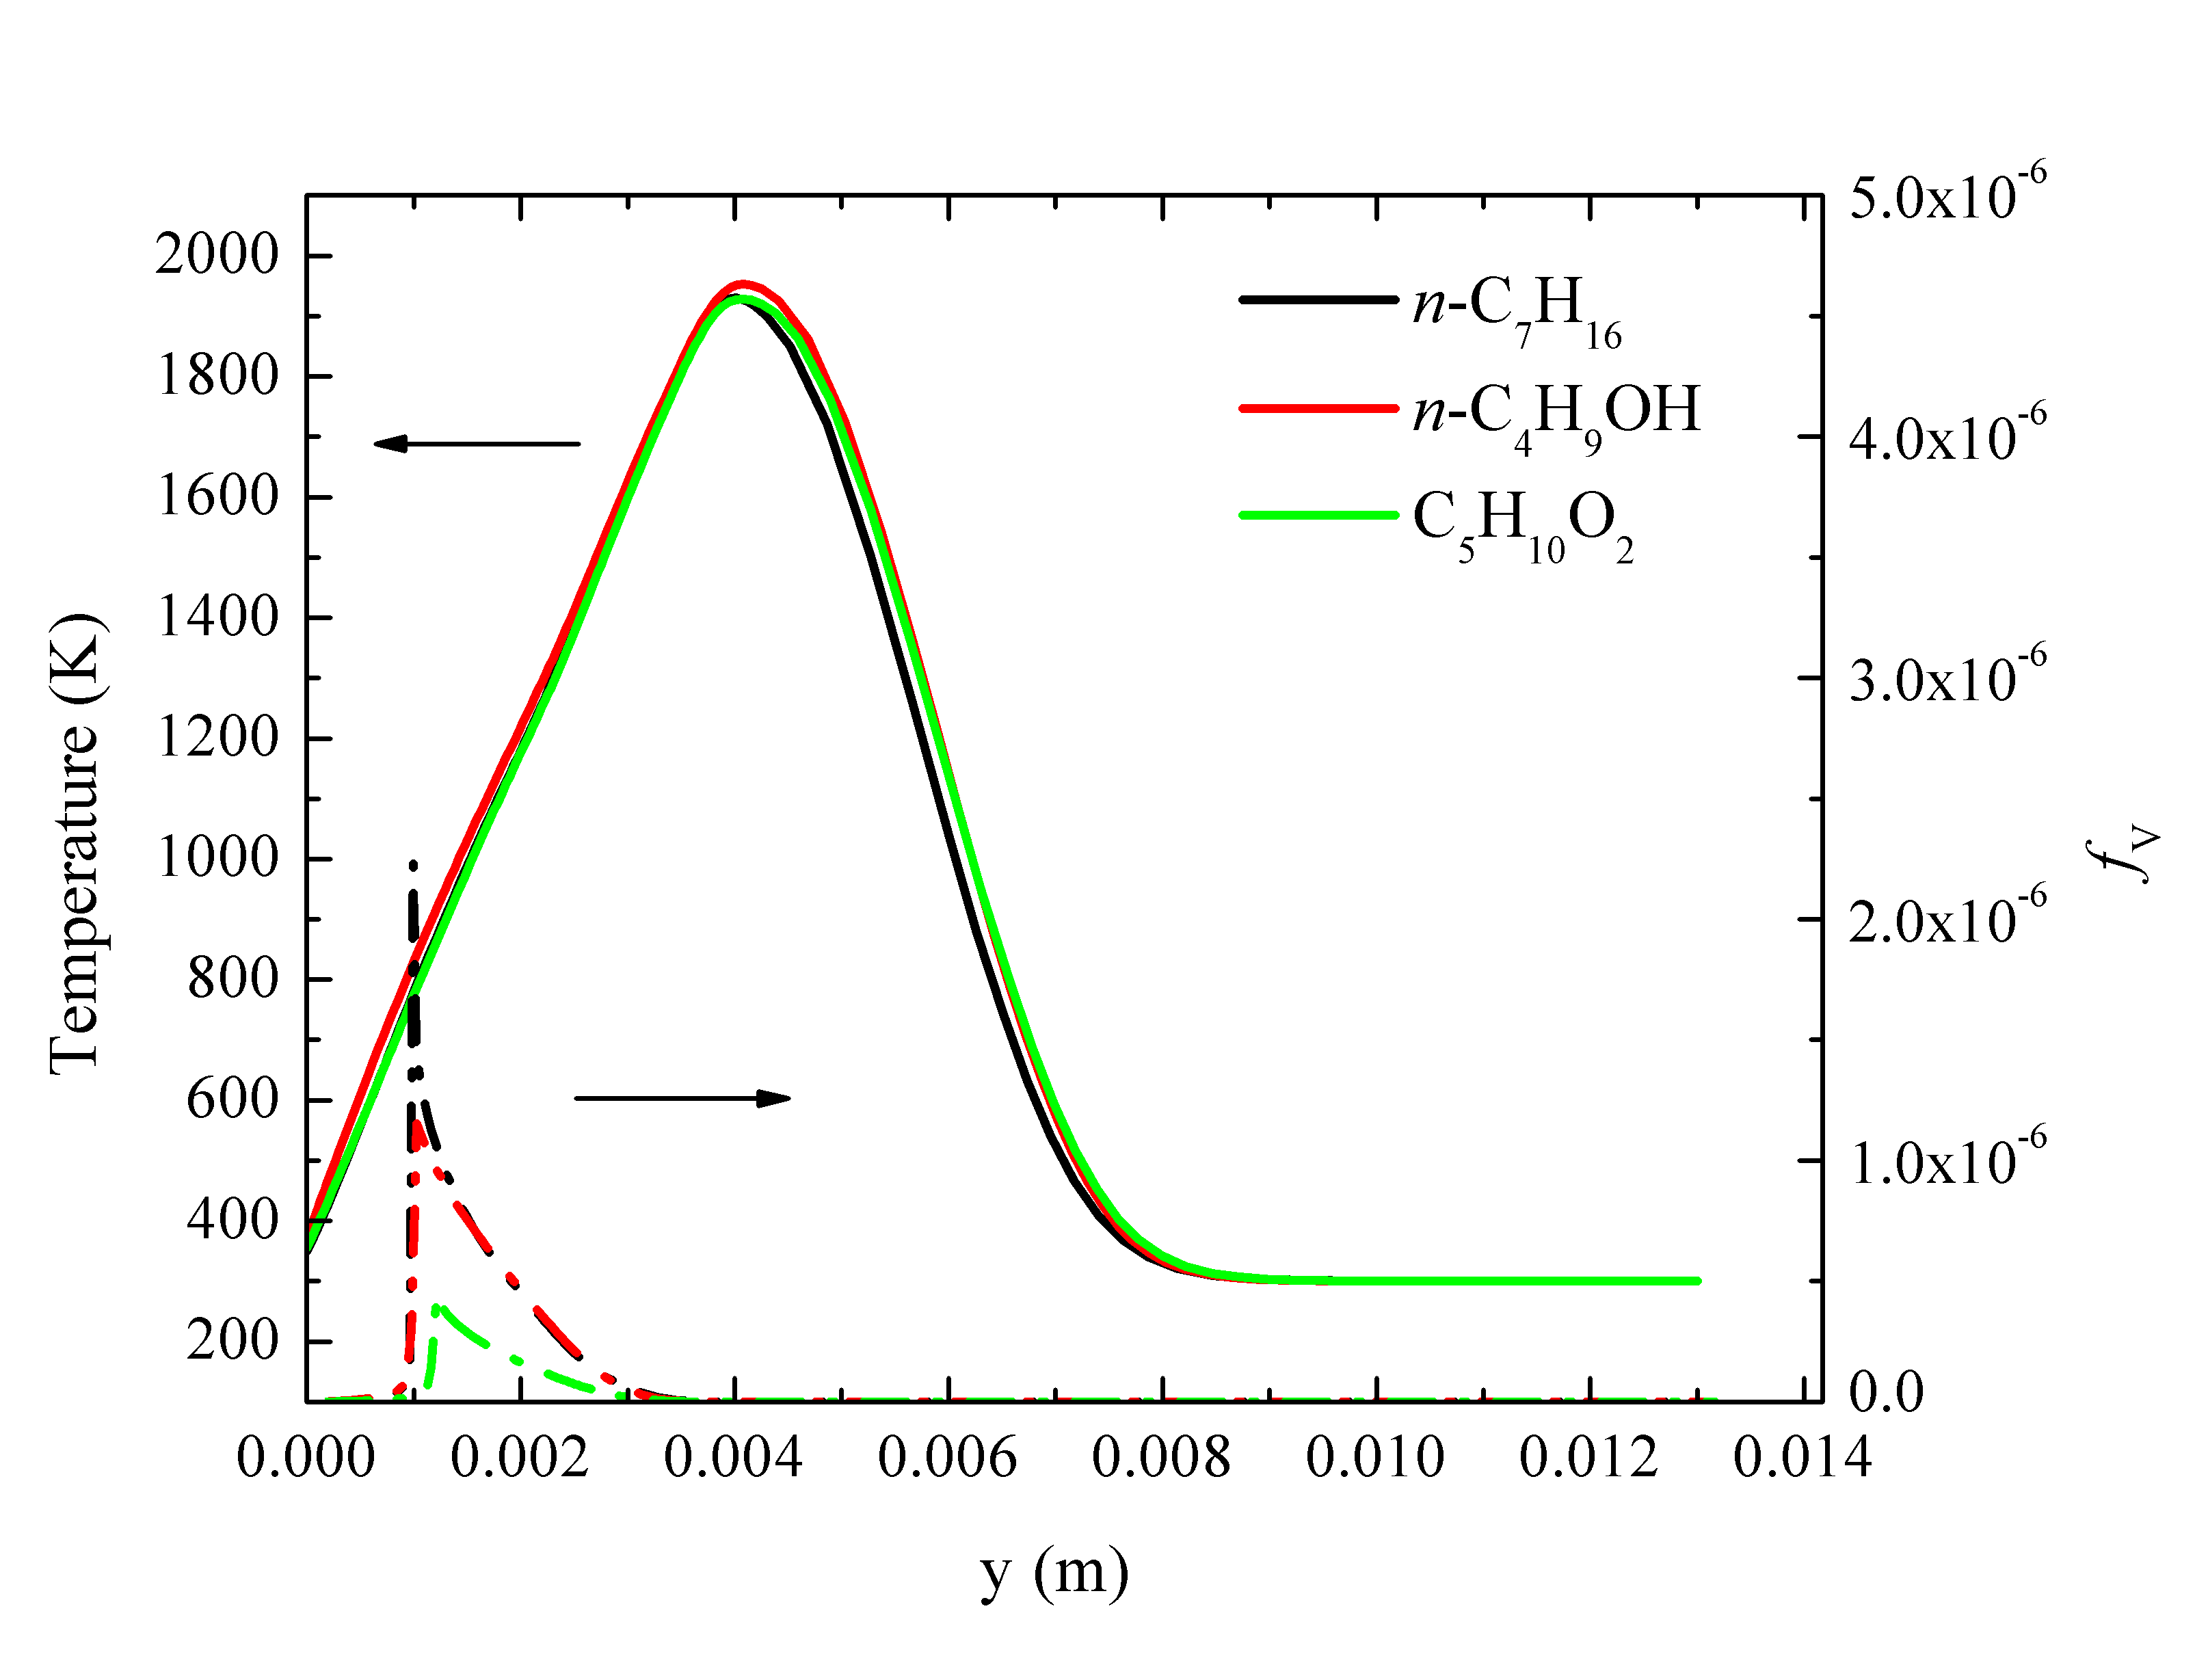 5.0x10⁻⁶
2000
n-C₇H₁₆
1800
n-C₄H₉OH
4.0x10⁻⁶
1600
C₅H₁₀O₂
1400
3.0x10⁻⁶
1200
Temperature (K)
1000
f_V
2.0x10⁻⁶
800
600
1.0x10⁻⁶
400
200
0.0
0.000 0.002 0.004 0.006 0.008 0.010 0.012 0.014
y (m)